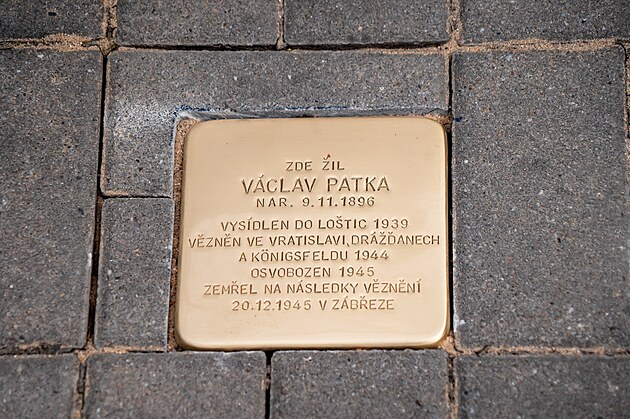 ZDE ŽIL
VÁCLAV PATKA
NAR. 9.11.1896
VYSÍDLEN DO LOŠTIC 1939
VĚZNĚN VE VRATISLAVI, DRÁŽĎANECH
A KÖNIGSFELDU 1944
OSVOBOZEN 1945
ZEMŘEL NA NÁSLEDKY VĚZNĚNÍ
20.12.1945 V ZÁBŘEZE